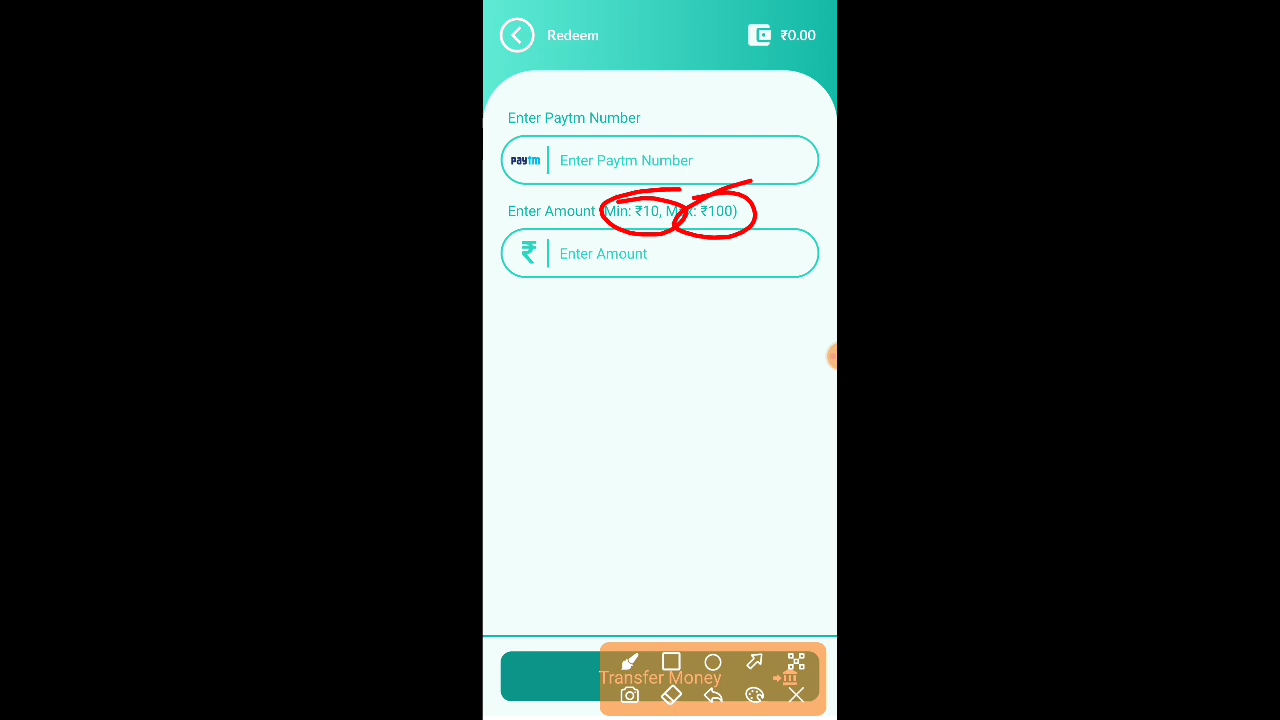 Redeem ₹0.00
Enter Paytm Number
paytm Enter Paytm Number
Enter Amount (Min: ₹10, Max: ₹100)
₹ Enter Amount
Transfer Money